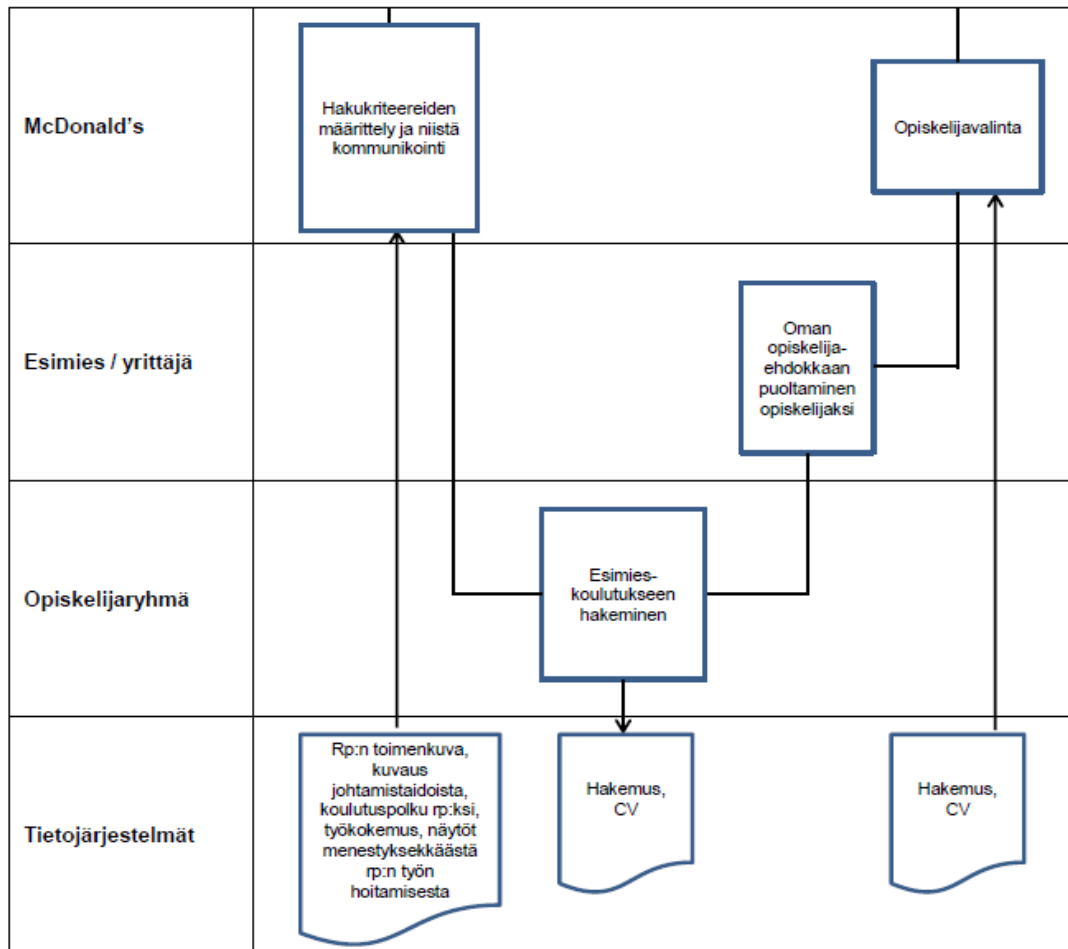 McDonald's
Hakukriteereiden
määrittely ja niistä
kommunikointi
Opiskelijavalinta
Esimies / yrittäjä
Oman
opiskelija-
ehdokkaan
puoltaminen
opiskelijaksi
Opiskelijaryhmä
Esimies-
koulutukseen
hakeminen
Tietojärjestelmät
Rp:n toimenkuva,
kuvaus
johtamistaidoista,
koulutuspolku rp:ksi,
työkokemus, näytöt
menestyksekkäästä
rp:n työn
hoitamisesta
Hakemus,
CV
Hakemus,
CV